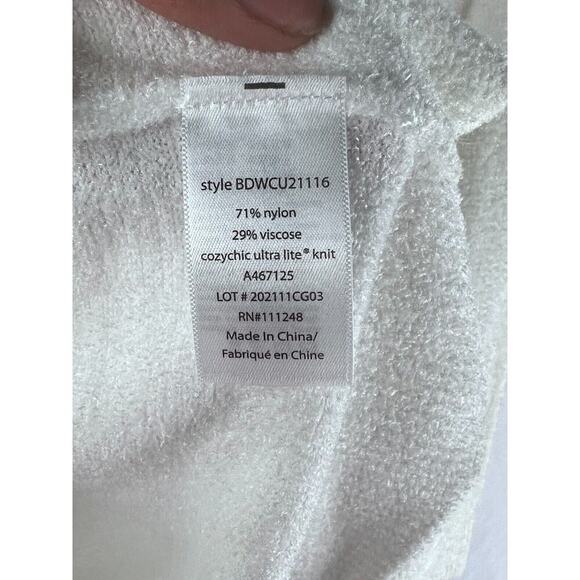 style BDWCU21116
71% nylon
29% viscose
cozychic ultra lite® knit
A467125
LOT # 202111CG03
RN#111248
Made In China/
Fabriqué en Chine